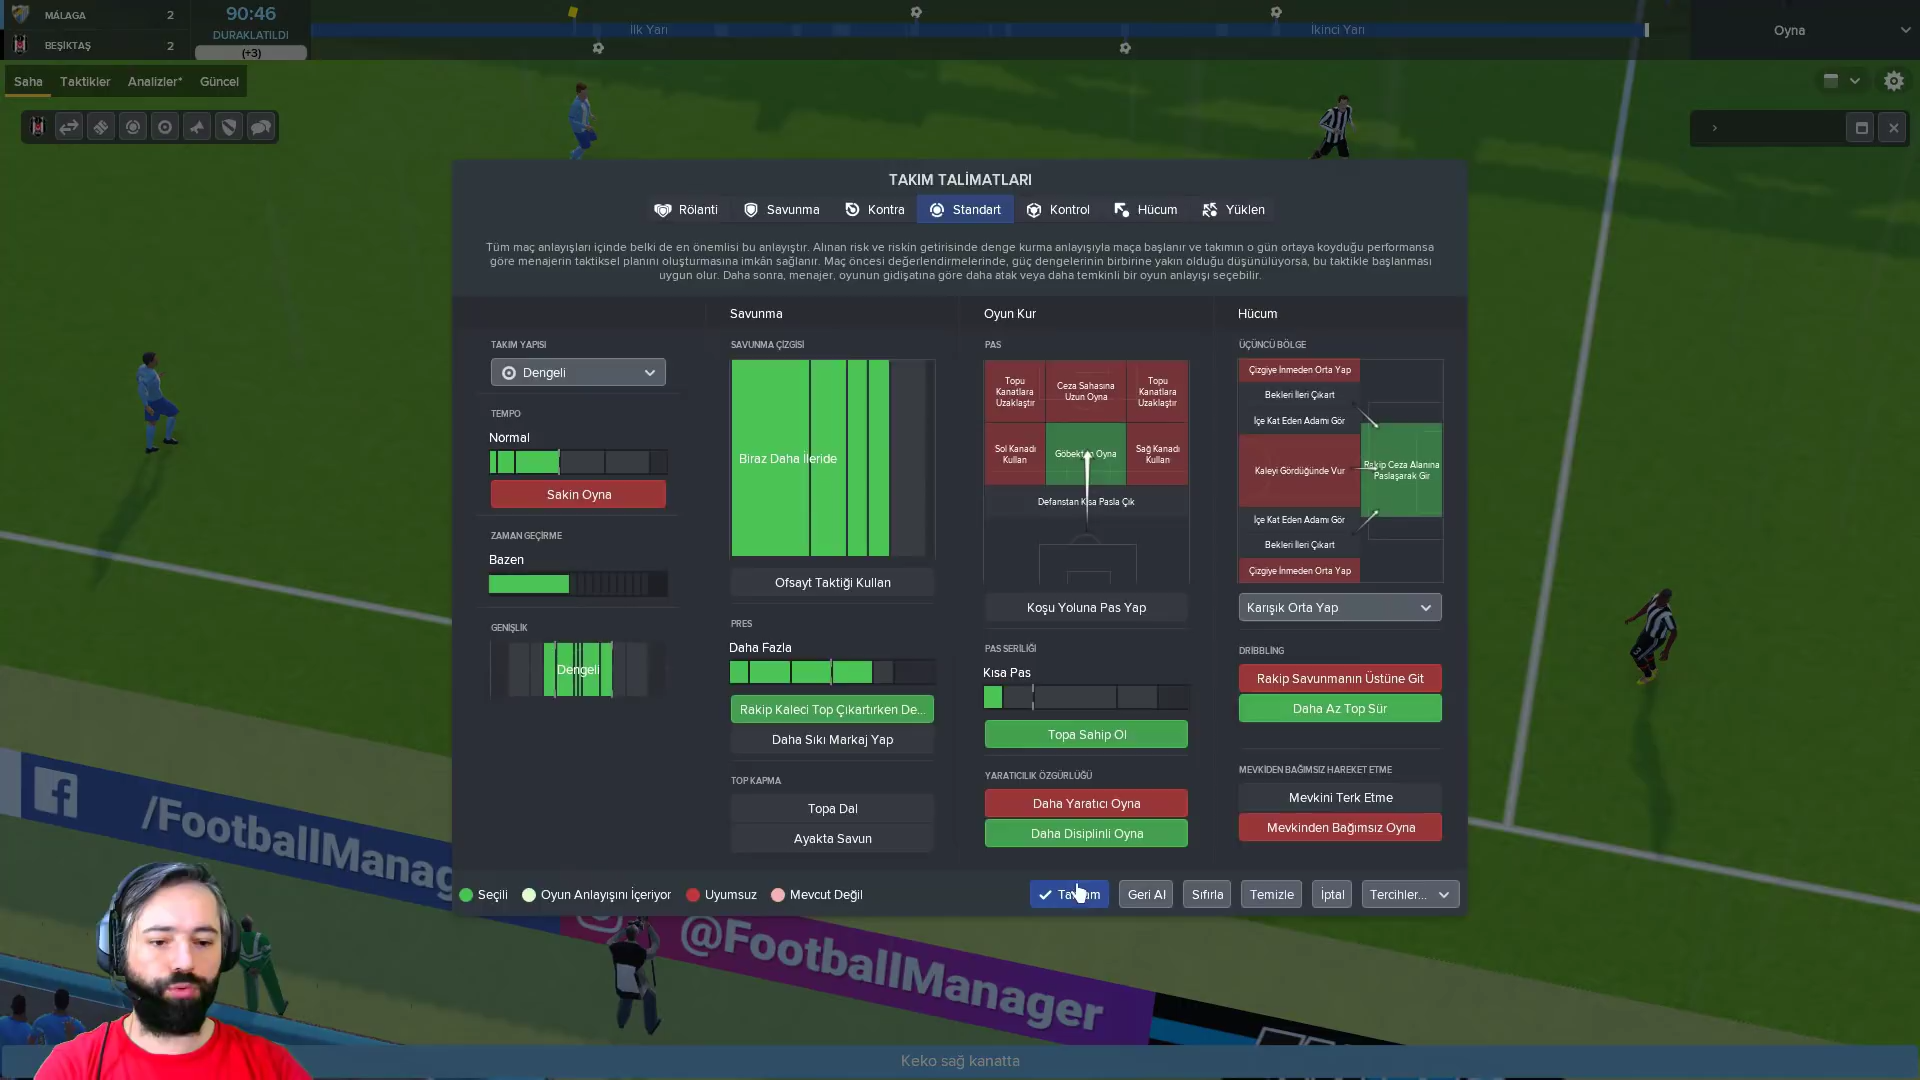 MÁLAGA 2
BEŞİKTAŞ 2
90:46
DURAKLATILDI
(+3)
İlk Yarı
İkinci Yarı
Oyna
Saha
Taktikler
Analizler*
Güncel
TAKIM TALİMATLARI
Rölanti
Savunma
Kontra
Standart
Kontrol
Hücum
Yüklen
Tüm maç anlayışları içinde belki de en önemlisi bu anlayıştır. Alınan risk ve riskin getirisinde denge kurma anlayışıyla maça başlanır ve takımın o gün ortaya koyduğu performansa
göre menajerin taktiksel planını oluşturmasına imkân sağlanır. Maç öncesi değerlendirmelerinde, güç dengelerinin birbirine yakın olduğu düşünülüyorsa, bu taktikle başlanması
uygun olur. Daha sonra, menajer, oyunun gidişatına göre daha atak veya daha temkinli bir oyun anlayışı seçebilir.
TAKIM YAPISI
Dengeli
TEMPO
Normal
Sakin Oyna
ZAMAN GEÇİRME
Bazen
GENİŞLİK
Dengeli
Savunma
SAVUNMA ÇİZGİSİ
Biraz Daha İleride
Ofsayt Taktiği Kullan
PRES
Daha Fazla
Rakip Kaleci Top Çıkartırken De...
Daha Sıkı Markaj Yap
TOP KAPMA
Topa Dal
Ayakta Savun
Oyun Kur
PAS
Topu
Kanatlara
Uzaklaştır
Ceza Sahasına
Uzun Oyna
Topu
Kanatlara
Uzaklaştır
Sol Kanadı
Kullan
Göbekten Oyna
Sağ Kanadı
Kullan
Defanstan Kısa Pasla Çık
Koşu Yoluna Pas Yap
PAS SERİLİĞİ
Kısa Pas
Topa Sahip Ol
YARATICILIK ÖZGÜRLÜĞÜ
Daha Yaratıcı Oyna
Daha Disiplinli Oyna
Hücum
ÜÇÜNCÜ BÖLGE
Çizgiye İnmeden Orta Yap
Bekleri İleri Çıkart
İçe Kat Eden Adamı Gör
Kaleyi Gördüğünde Vur
Rakip Ceza Alanına
Paslaşarak Gir
İçe Kat Eden Adamı Gör
Bekleri İleri Çıkart
Çizgiye İnmeden Orta Yap
Karışık Orta Yap
DRİBBLİNG
Rakip Savunmanın Üstüne Git
Daha Az Top Sür
MEVKİDEN BAĞIMSIZ HAREKET ETME
Mevkini Terk Etme
Mevkinden Bağımsız Oyna
Seçili
Oyun Anlayışını İçeriyor
Uyumsuz
Mevcut Değil
Tamam
Geri Al
Sıfırla
Temizle
İptal
Tercihler...
/FootballManag
@FootballManager
Keko sağ kanatta